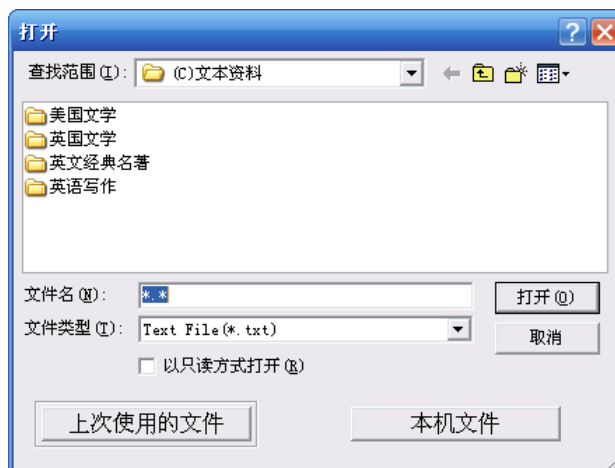 打开
查找范围(I): (C)文本资料
美国文学
英国文学
英文经典名著
英语写作
文件名(N): *.* 打开(O)
文件类型(T): Text File(*.txt) 取消
以只读方式打开(R)
上次使用的文件 本机文件